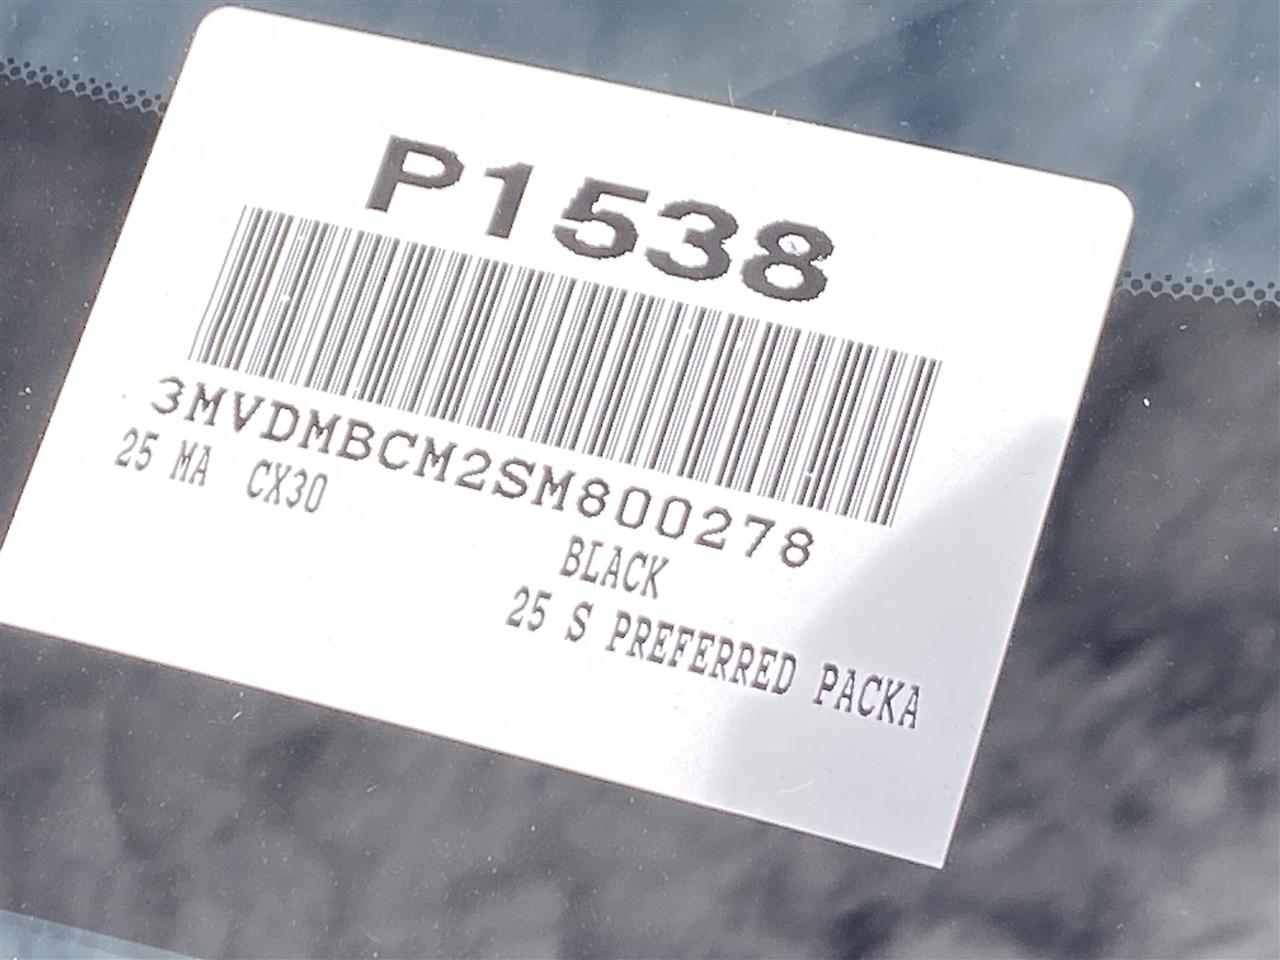 P1538
3MVDMBCM2SM800278
25 MA CX30
BLACK
25 S PREFERRED PACKA